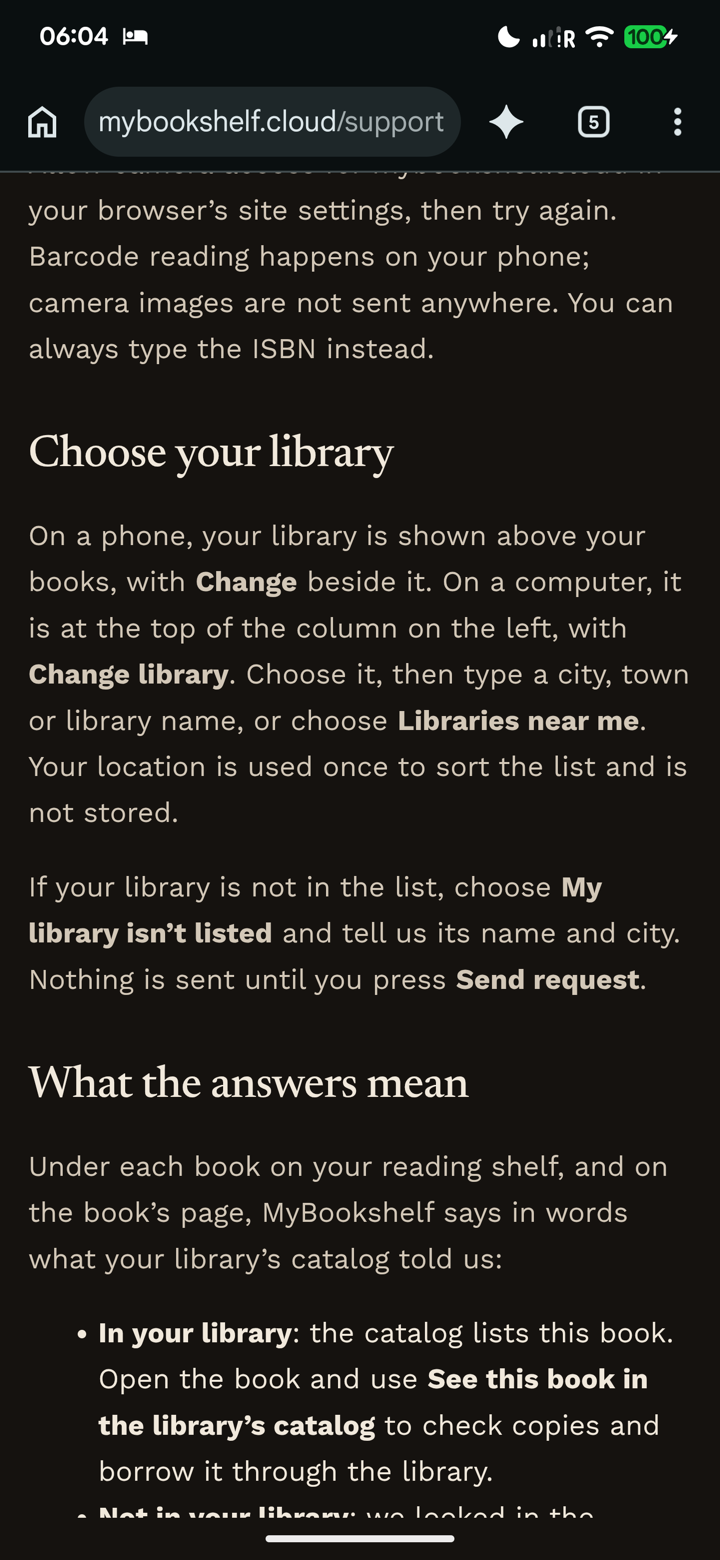 06:04
R
100
mybookshelf.cloud/support
5
your browser’s site settings, then try again.
Barcode reading happens on your phone;
camera images are not sent anywhere. You can
always type the ISBN instead.
Choose your library
On a phone, your library is shown above your
books, with Change beside it. On a computer, it
is at the top of the column on the left, with
Change library. Choose it, then type a city, town
or library name, or choose Libraries near me.
Your location is used once to sort the list and is
not stored.
If your library is not in the list, choose My
library isn’t listed and tell us its name and city.
Nothing is sent until you press Send request.
What the answers mean
Under each book on your reading shelf, and on
the book’s page, MyBookshelf says in words
what your library’s catalog told us:
• In your library: the catalog lists this book.
Open the book and use See this book in
the library’s catalog to check copies and
borrow it through the library.
• Not in your library: we looked in the